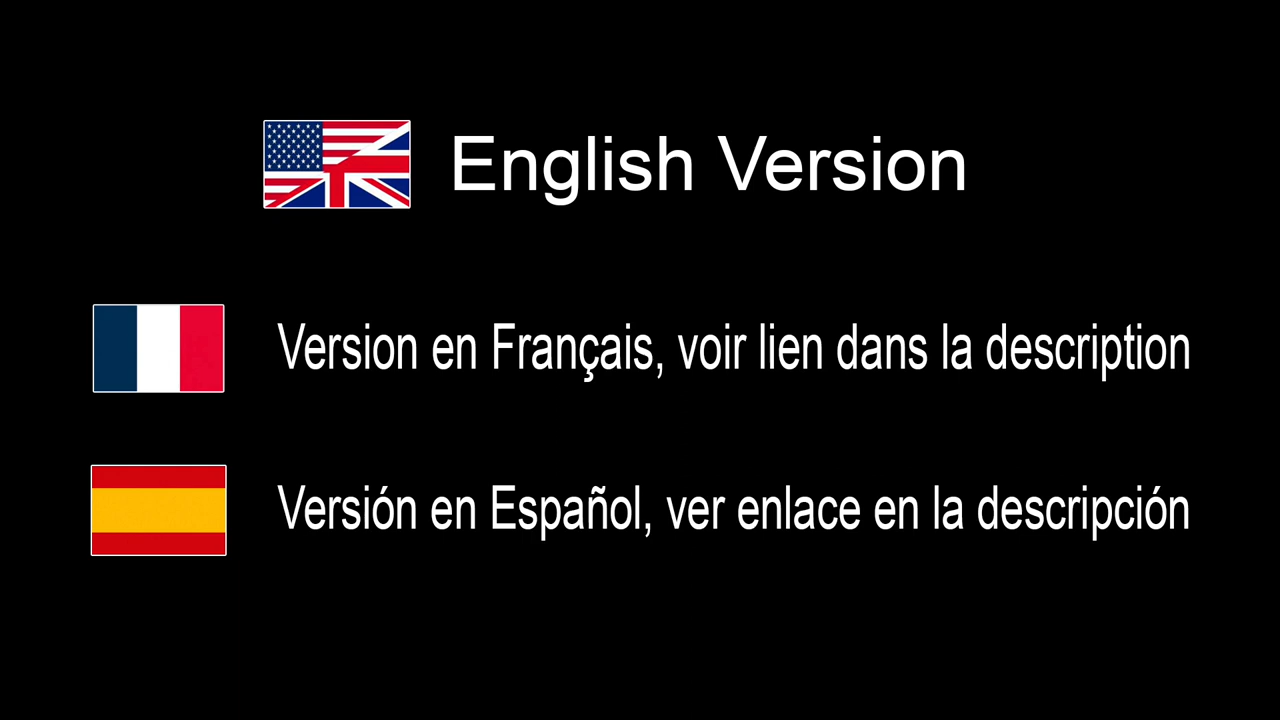 English Version
Version en Français, voir lien dans la description
Versión en Español, ver enlace en la descripción